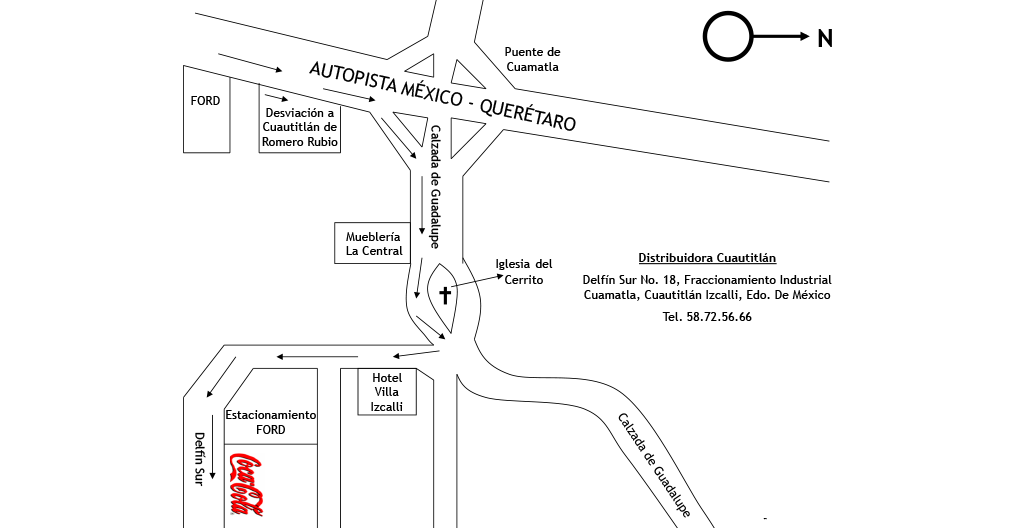 N
Puente de
Cuamatla
AUTOPISTA MÉXICO - QUERÉTARO
FORD
Desviación a
Cuautitlán de
Romero Rubio
Calzada de Guadalupe
Mueblería
La Central
Iglesia del
Cerrito
Distribuidora Cuautitlán
Delfín Sur No. 18, Fraccionamiento Industrial
Cuamatla, Cuautitlán Izcalli, Edo. De México
Tel. 58.72.56.66
Hotel
Villa
Izcalli
Estacionamiento
FORD
Delfín Sur
Coca-Cola
Calzada de Guadalupe
-